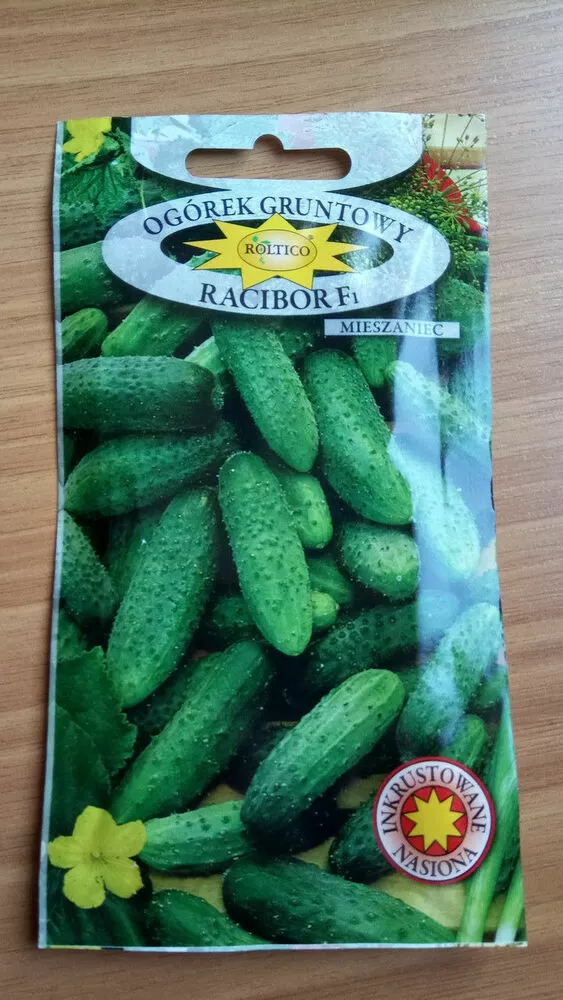 OGÓREK GRUNTOWY
ROLTICO
RACIBOR F1
MIESZANIEC
INKRUSTOWANE
NASIONA